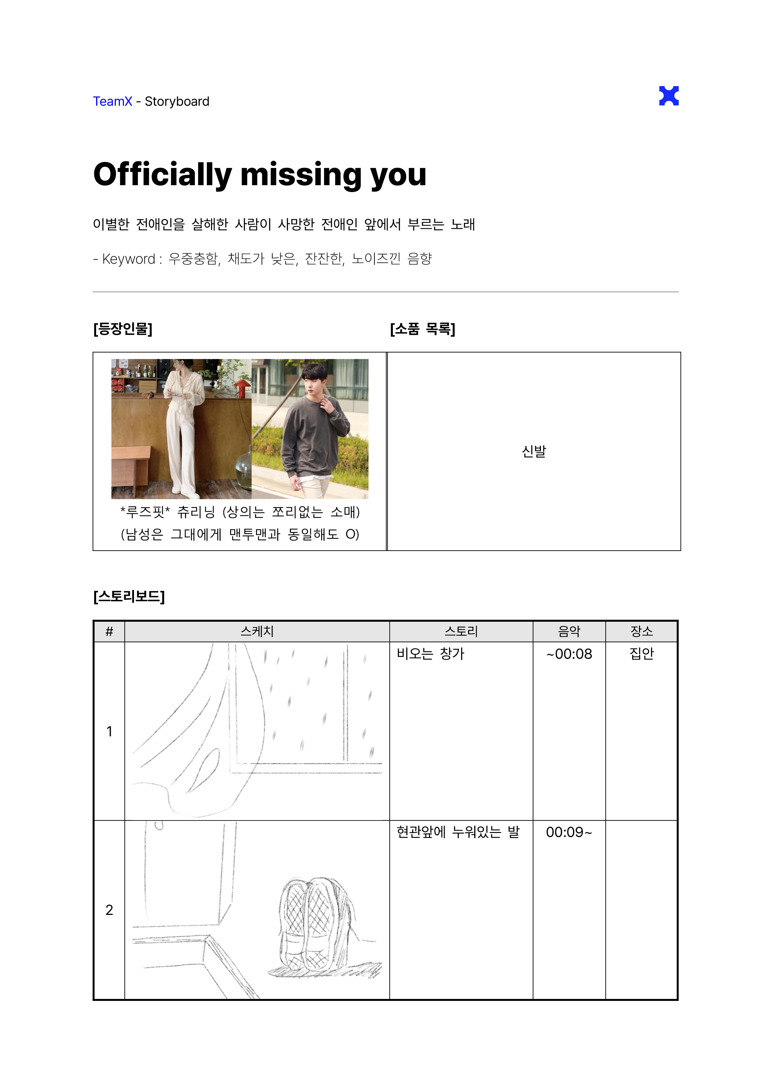 TeamX - Storyboard
Officially missing you
이별한 전애인을 살해한 사람이 사망한 전애인 앞에서 부르는 노래
- Keyword : 우중충함, 채도가 낮은, 잔잔한, 노이즈낀 음향
[등장인물]
[소품 목록]
*루즈핏* 츄리닝 (상의는 쪼리없는 소매)
(남성은 그대에게 맨투맨과 동일해도 O)
신발
[스토리보드]
# 스케치 스토리 음악 장소
1 비오는 창가 ~00:08 집안
2 현관앞에 누워있는 발 00:09~